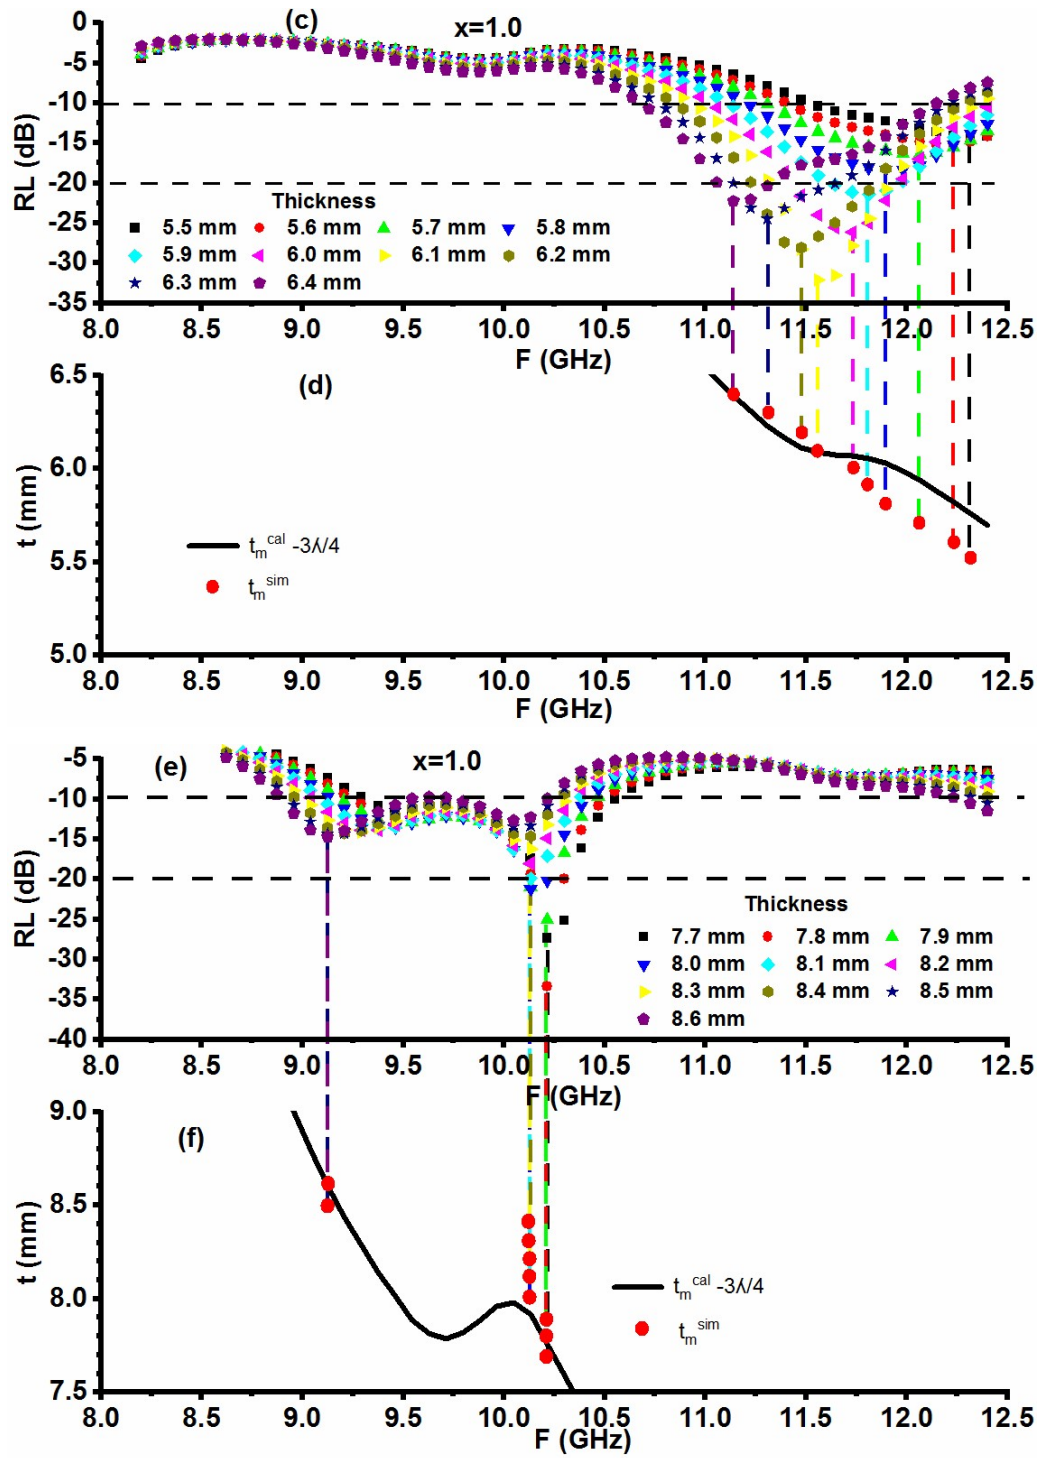 (c)
x=1.0
0
-5
-10
-15
-20
-25
-30
-35
RL (dB)
Thickness
5.5 mm 5.6 mm 5.7 mm 5.8 mm
5.9 mm 6.0 mm 6.1 mm 6.2 mm
6.3 mm 6.4 mm
8.0 8.5 9.0 9.5 10.0 10.5 11.0 11.5 12.0 12.5
F (GHz)
(d)
6.5
6.0
5.5
5.0
t (mm)
t_m^cal -3λ/4
t_m^sim
8.0 8.5 9.0 9.5 10.0 10.5 11.0 11.5 12.0 12.5
F (GHz)
(e)
x=1.0
-5
-10
-15
-20
-25
-30
-35
-40
RL (dB)
Thickness
7.7 mm 7.8 mm 7.9 mm
8.0 mm 8.1 mm 8.2 mm
8.3 mm 8.4 mm 8.5 mm
8.6 mm
8.0 8.5 9.0 9.5 10.0 10.5 11.0 11.5 12.0 12.5
F (GHz)
(f)
9.0
8.5
8.0
7.5
t (mm)
t_m^cal -3λ/4
t_m^sim
8.0 8.5 9.0 9.5 10.0 10.5 11.0 11.5 12.0 12.5
F (GHz)